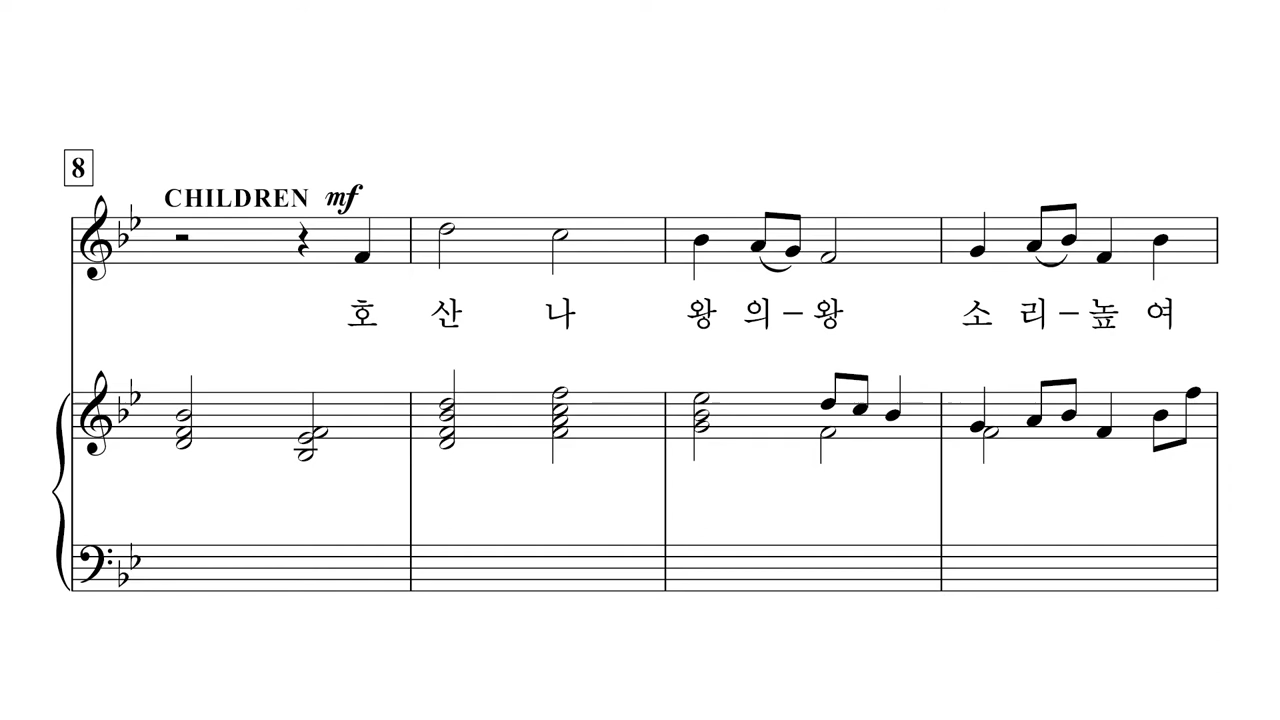 8
CHILDREN mf
호 산 나 왕 의 - 왕 소 리 - 높 여